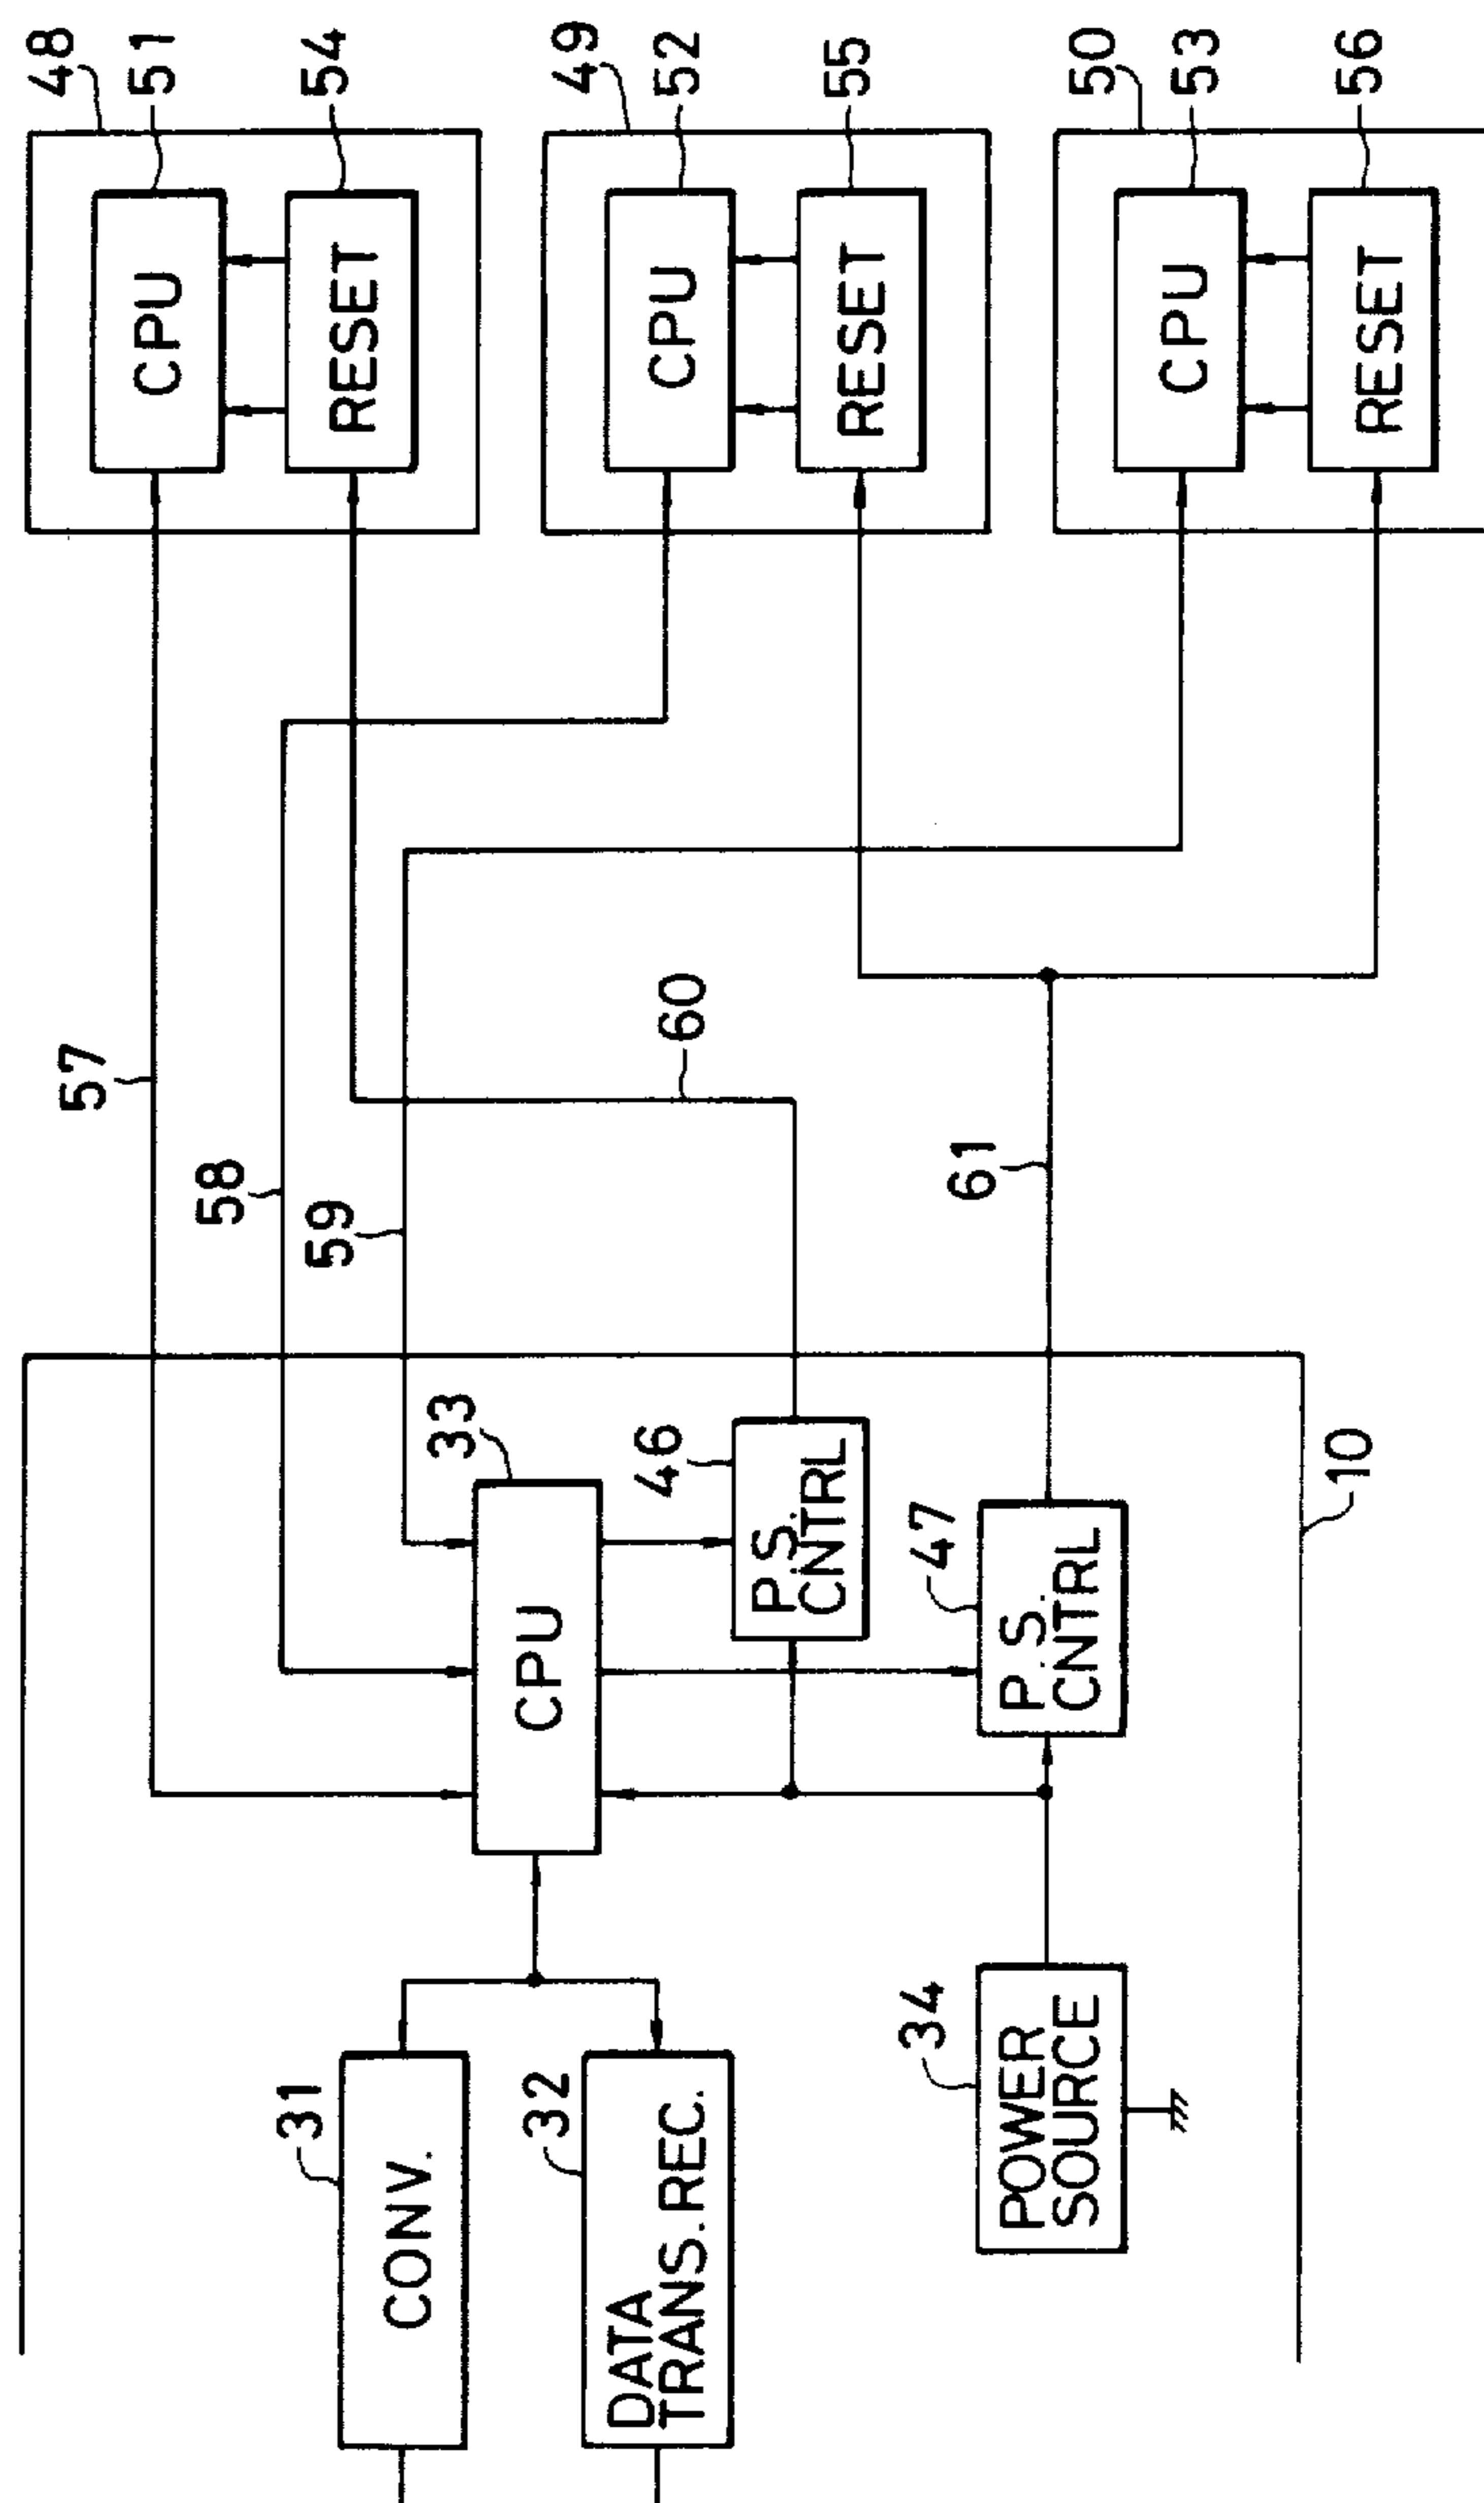 48
51
CPU
54
RESET
49
52
CPU
55
RESET
50
53
CPU
56
RESET
57
58
59
60
61
33
CPU
46
P.S.
CNTRL
47
P.S.
CNTRL
10
31
CONV.
32
DATA
TRANS.REC.
34
POWER
SOURCE